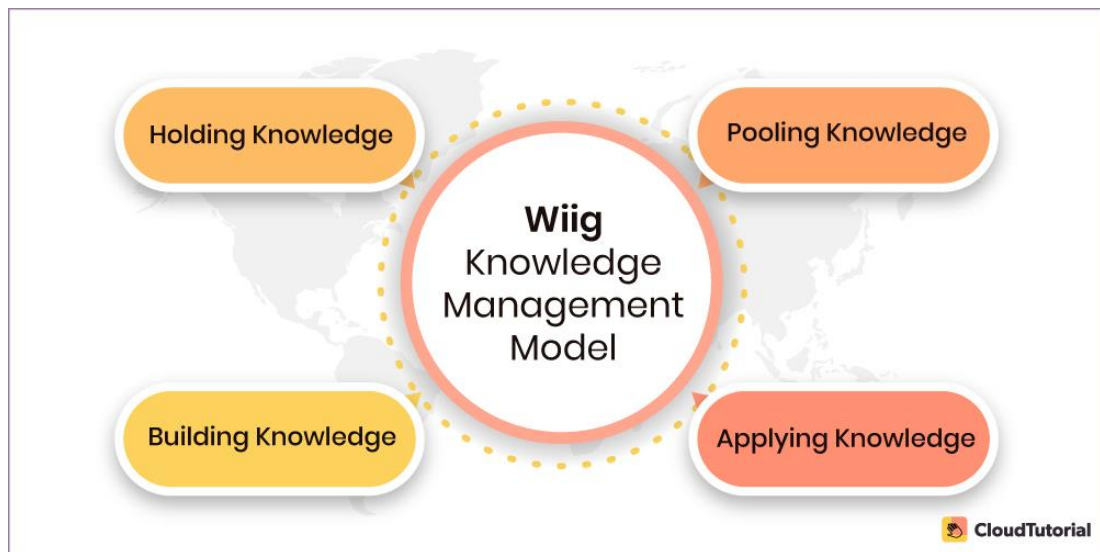 Holding Knowledge
Pooling Knowledge
Wiig
Knowledge
Management
Model
Building Knowledge
Applying Knowledge
CloudTutorial